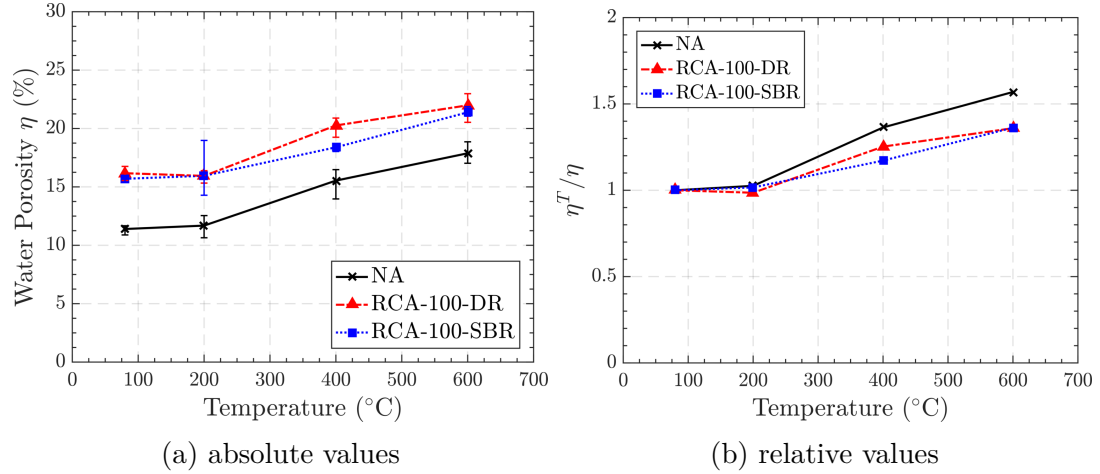 30
25
20
15
10
5
0
Water Porosity η (%)
NA
RCA-100-DR
RCA-100-SBR
0 100 200 300 400 500 600 700
Temperature (°C)
(a) absolute values
2
1.5
1
0.5
0
η^T/η
NA
RCA-100-DR
RCA-100-SBR
0 100 200 300 400 500 600 700
Temperature (°C)
(b) relative values